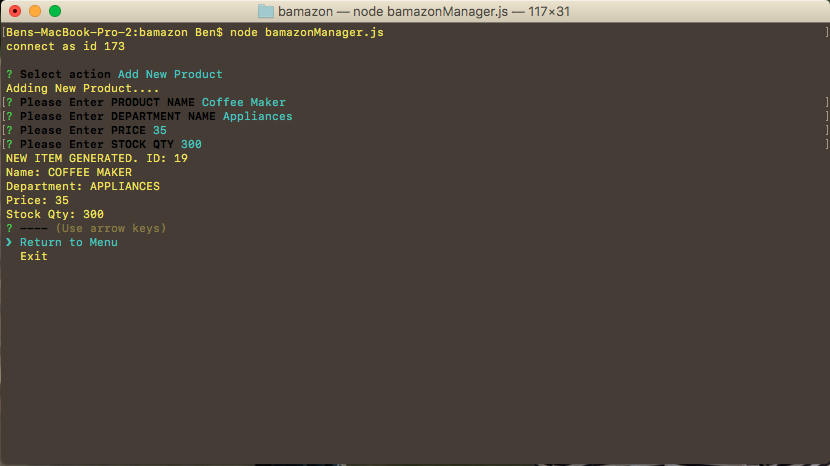 bamazon — node bamazonManager.js — 117×31
[Bens-MacBook-Pro-2:bamazon Ben$ node bamazonManager.js ]
connect as id 173
? Select action Add New Product
Adding New Product....
[? Please Enter PRODUCT NAME Coffee Maker ]
[? Please Enter DEPARTMENT NAME Appliances ]
[? Please Enter PRICE 35 ]
[? Please Enter STOCK QTY 300 ]
NEW ITEM GENERATED. ID: 19
Name: COFFEE MAKER
Department: APPLIANCES
Price: 35
Stock Qty: 300
? ---- (Use arrow keys)
❯ Return to Menu
Exit